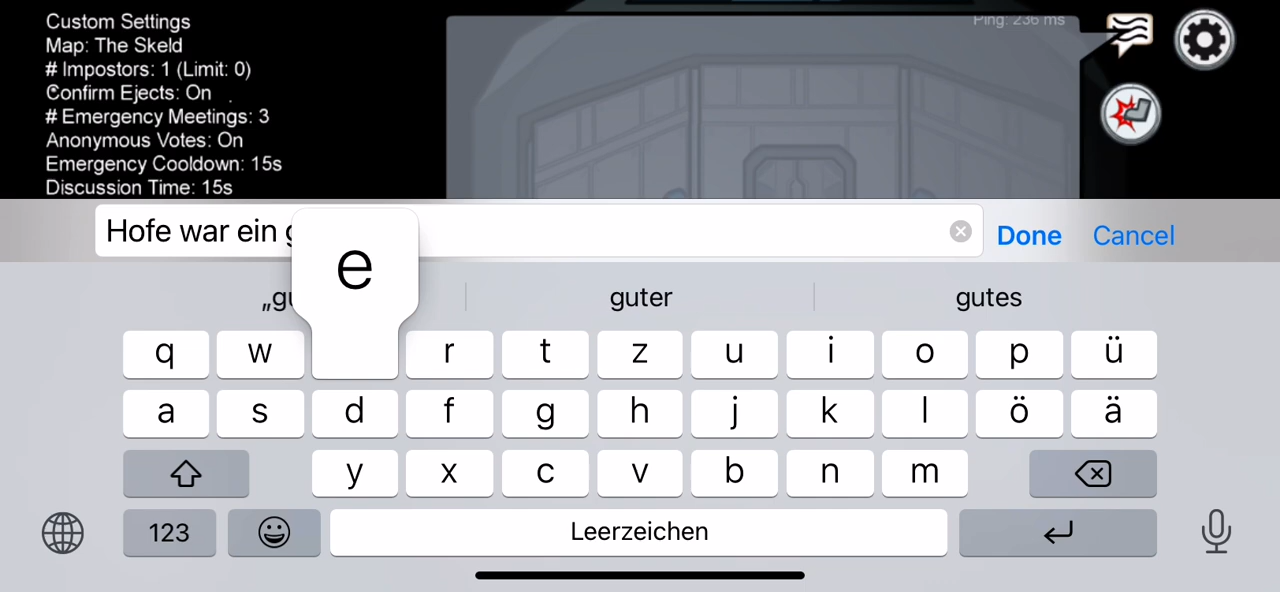 Custom Settings
Map: The Skeld
# Impostors: 1 (Limit: 0)
Confirm Ejects: On
# Emergency Meetings: 3
Anonymous Votes: On
Emergency Cooldown: 15s
Discussion Time: 15s
Ping: 236 ms
Hofe war ein
Done
Cancel
guter
gutes
e
q w r t z u i o p ü
a s d f g h j k l ö ä
y x c v b n m
123
Leerzeichen